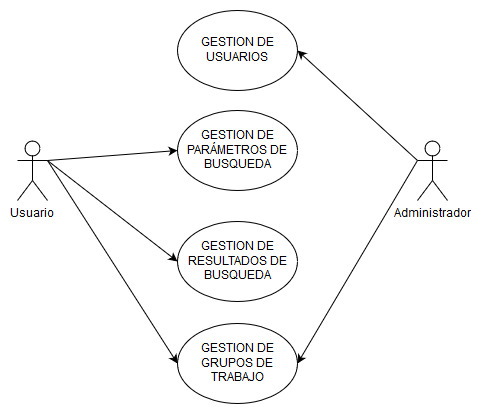 GESTION DE
USUARIOS
GESTION DE
PARÁMETROS DE
BUSQUEDA
Usuario
Administrador
GESTION DE
RESULTADOS DE
BUSQUEDA
GESTION DE
GRUPOS DE
TRABAJO